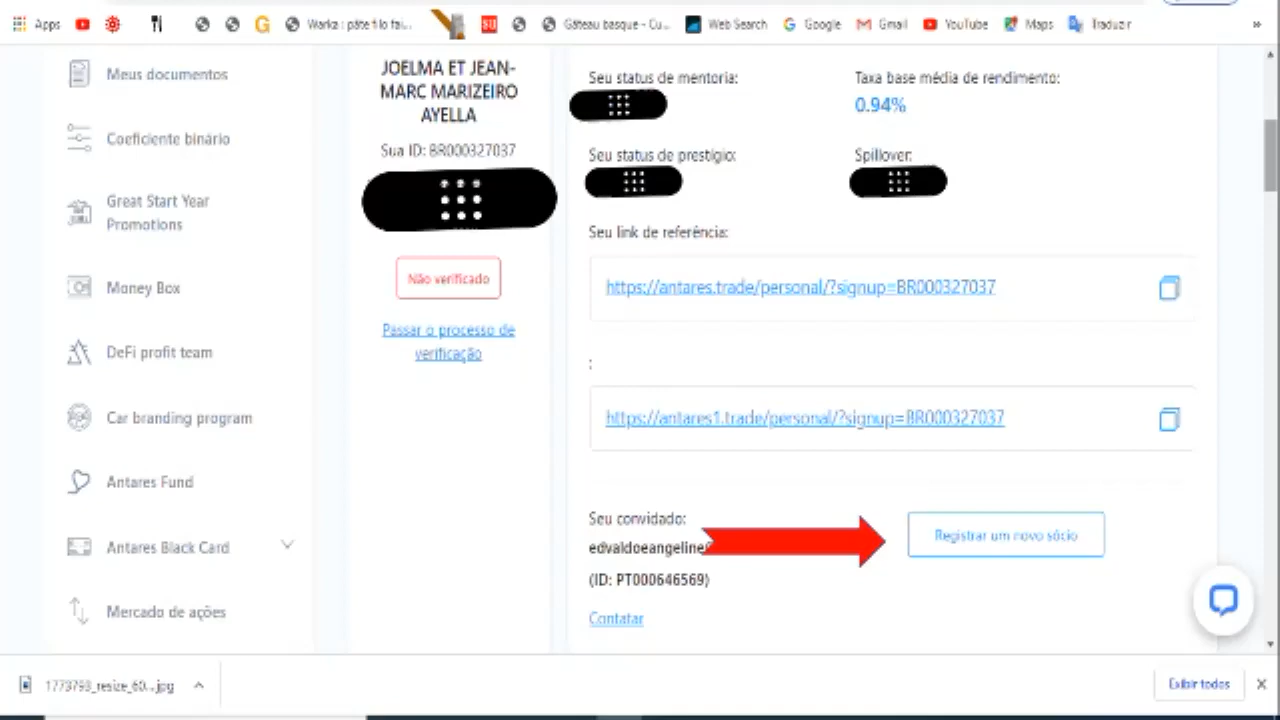 Apps
Warka : pâte filo fai...
SU
Gâteau basque - Cu...
Web Search
Google
Gmail
YouTube
Maps
Traduzir
»
Meus documentos
Coeficiente binário
Great Start Year
Promotions
Money Box
DeFi profit team
Car branding program
Antares Fund
Antares Black Card
Mercado de ações
JOELMA ET JEAN-
MARC MARIZEIRO
AYELLA
Sua ID: BR000327037
Não verificado
Passar o processo de
verificação
Seu status de mentoria:
Taxa base média de rendimento:
0.94%
Seu status de prestígio:
Spillover:
Seu link de referência:
https://antares.trade/personal/?signup=BR000327037
:
https://antares1.trade/personal/?signup=BR000327037
Seu convidado:
edvaldoeangeline
(ID: PT000646569)
Contatar
Registrar um novo sócio
1773793_resize_60....jpg
Exibir todos